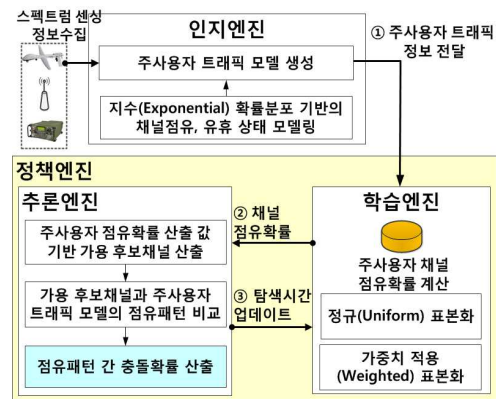 스펙트럼 센싱
정보수집
인지엔진
주사용자 트래픽 모델 생성
지수(Exponential) 확률분포 기반의
채널점유, 유휴 상태 모델링
① 주사용자 트래픽
정보 전달
정책엔진
추론엔진
주사용자 점유확률 산출 값
기반 가용 후보채널 산출
가용 후보채널과 주사용자
트래픽 모델의 점유패턴 비교
점유패턴 간 충돌확률 산출
② 채널
점유확률
③ 탐색시간
업데이트
학습엔진
주사용자 채널
점유확률 계산
정규(Uniform) 표본화
가중치 적용
(Weighted) 표본화